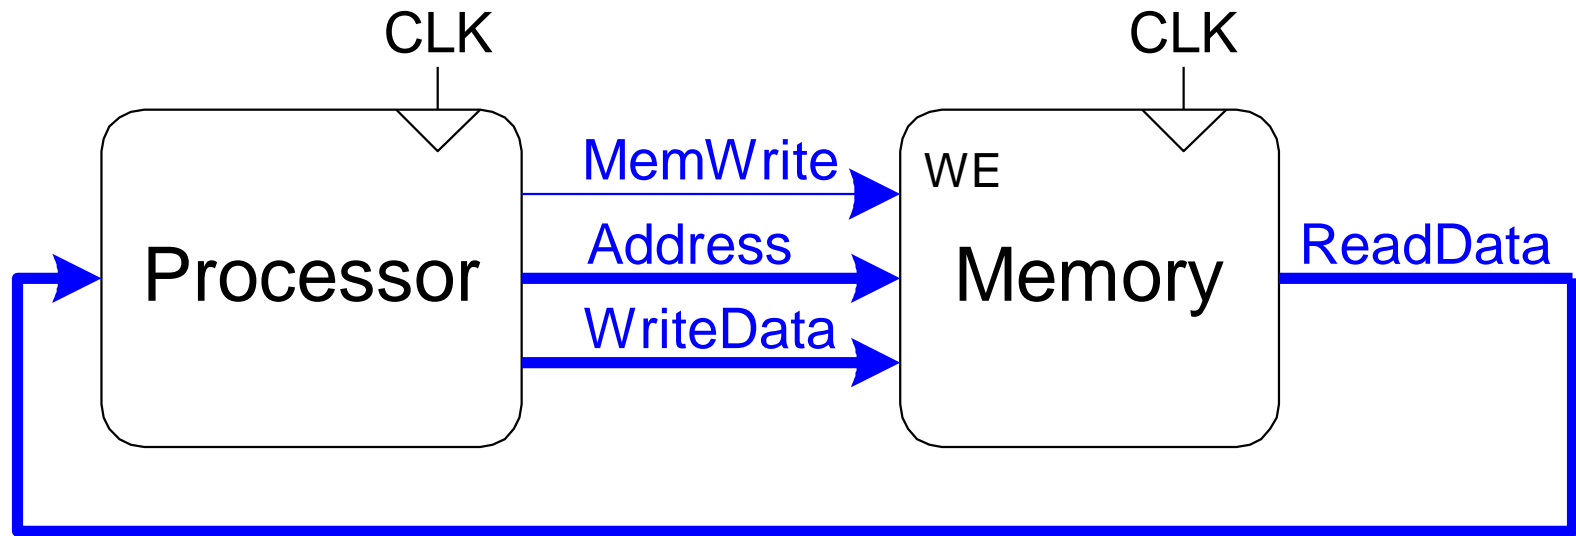 CLK
CLK
MemWrite
WE
Address
ReadData
Processor
Memory
WriteData